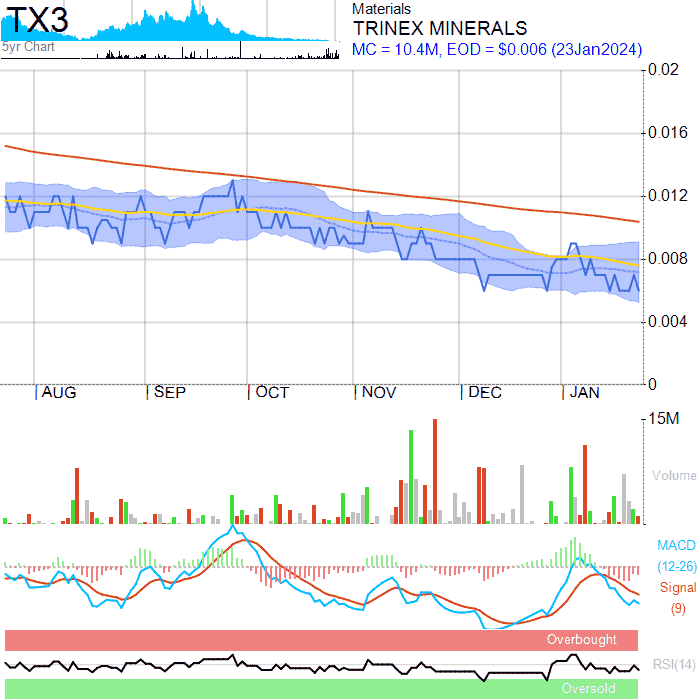 TX3
5yr Chart
Materials
TRINEX MINERALS
MC = 10.4M, EOD = $0.006 (23Jan2024)
0.02
0.016
0.012
0.008
0.004
0
AUG SEP OCT NOV DEC JAN
15M
Volume
MACD
(12-26)
Signal
(9)
Overbought
RSI(14)
Oversold